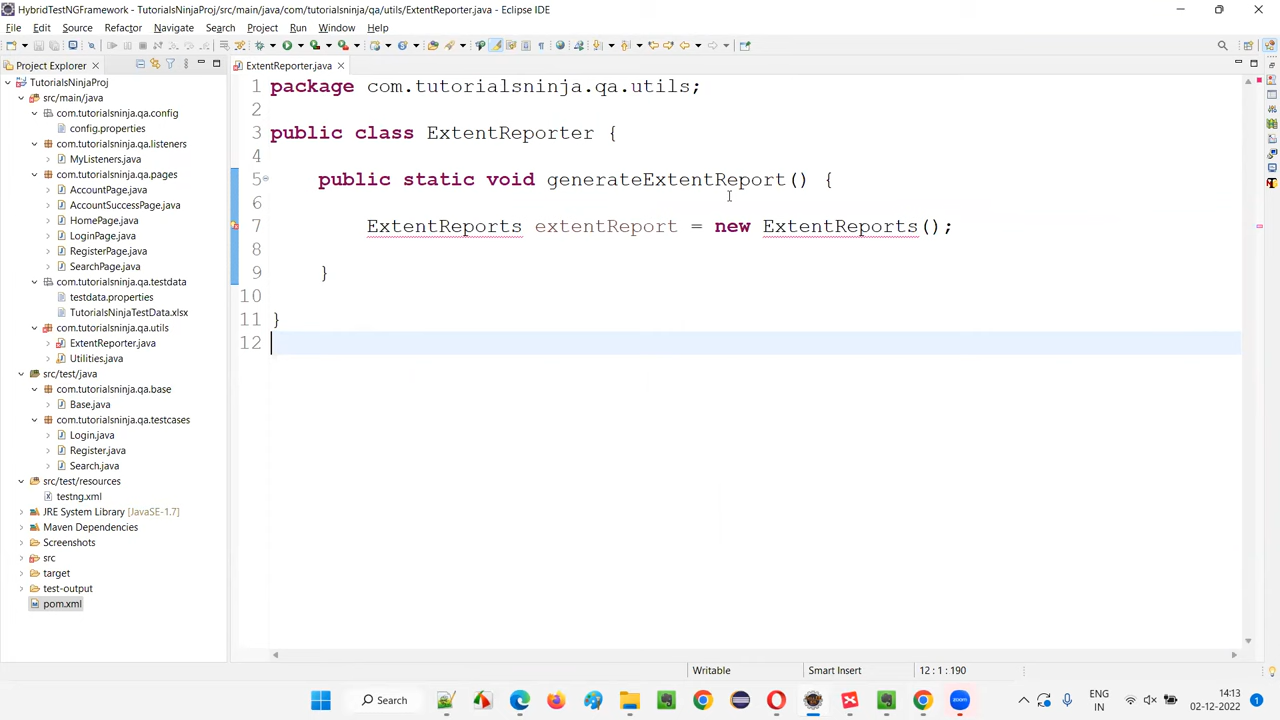 HybridTestNGFramework - TutorialsNinjaProj/src/main/java/com/tutorialsninja/qa/utils/ExtentReporter.java - Eclipse IDE
File Edit Source Refactor Navigate Search Project Run Window Help
Project Explorer
ExtentReporter.java
TutorialsNinjaProj
src/main/java
com.tutorialsninja.qa.config
config.properties
com.tutorialsninja.qa.listeners
MyListeners.java
com.tutorialsninja.qa.pages
AccountPage.java
AccountSuccessPage.java
HomePage.java
LoginPage.java
RegisterPage.java
SearchPage.java
com.tutorialsninja.qa.testdata
testdata.properties
TutorialsNinjaTestData.xlsx
com.tutorialsninja.qa.utils
ExtentReporter.java
Utilities.java
src/test/java
com.tutorialsninja.qa.base
Base.java
com.tutorialsninja.qa.testcases
Login.java
Register.java
Search.java
src/test/resources
testng.xml
JRE System Library [JavaSE-1.7]
Maven Dependencies
Screenshots
src
target
test-output
pom.xml
1 package com.tutorialsninja.qa.utils;
2
3 public class ExtentReporter {
4
5 public static void generateExtentReport() {
6
7 ExtentReports extentReport = new ExtentReports();
8
9 }
10
11 }
12
Writable Smart Insert 12 : 1 : 190
Search
zoom
ENG
IN
14:13
02-12-2022
1